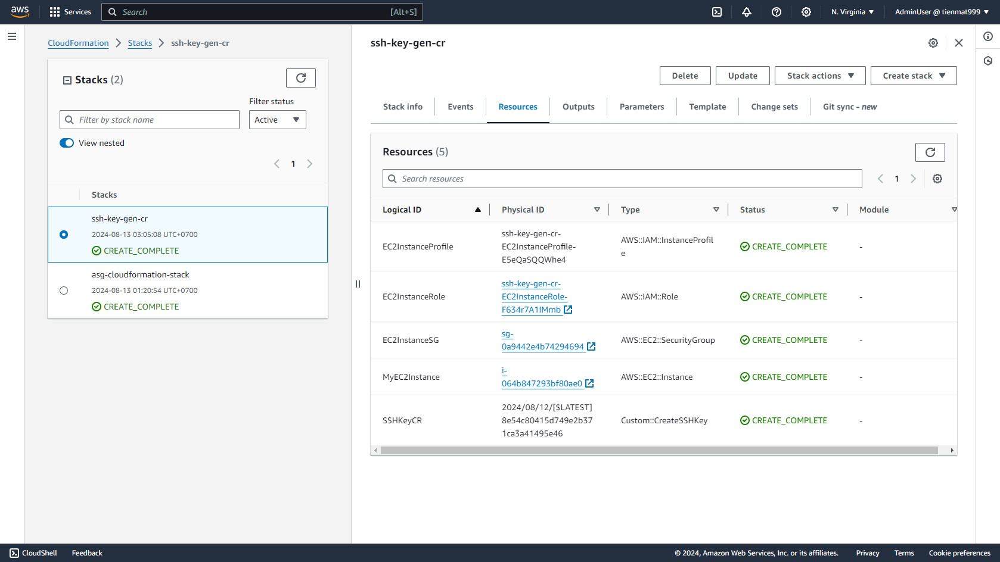 aws
Services
Search
[Alt+S]
N. Virginia
AdminUser @ tienmat999
CloudFormation
Stacks
ssh-key-gen-cr
Stacks (2)
Filter status
Filter by stack name
Active
View nested
1
Stacks
ssh-key-gen-cr
2024-08-13 03:05:08 UTC+0700
CREATE_COMPLETE
asg-cloudformation-stack
2024-08-13 01:20:54 UTC+0700
CREATE_COMPLETE
ssh-key-gen-cr
Delete
Update
Stack actions
Create stack
Stack info
Events
Resources
Outputs
Parameters
Template
Change sets
Git sync - new
Resources (5)
Search resources
1
Logical ID
Physical ID
Type
Status
Module
EC2InstanceProfile
ssh-key-gen-cr-
EC2InstanceProfile-
E5eQaSQQWhe4
AWS::IAM::InstanceProfil
e
CREATE_COMPLETE
-
EC2InstanceRole
ssh-key-gen-cr-
EC2InstanceRole-
F634r7A1IMmb
AWS::IAM::Role
CREATE_COMPLETE
-
EC2InstanceSG
sg-
0a9442e4b74294694
AWS::EC2::SecurityGroup
CREATE_COMPLETE
-
MyEC2Instance
i-
064b847293bf80ae0
AWS::EC2::Instance
CREATE_COMPLETE
-
SSHKeyCR
2024/08/12/[$LATEST]
8e54c80415d749e2b37
1ca3a41495e46
Custom::CreateSSHKey
CREATE_COMPLETE
-
CloudShell
Feedback
© 2024, Amazon Web Services, Inc. or its affiliates.
Privacy
Terms
Cookie preferences